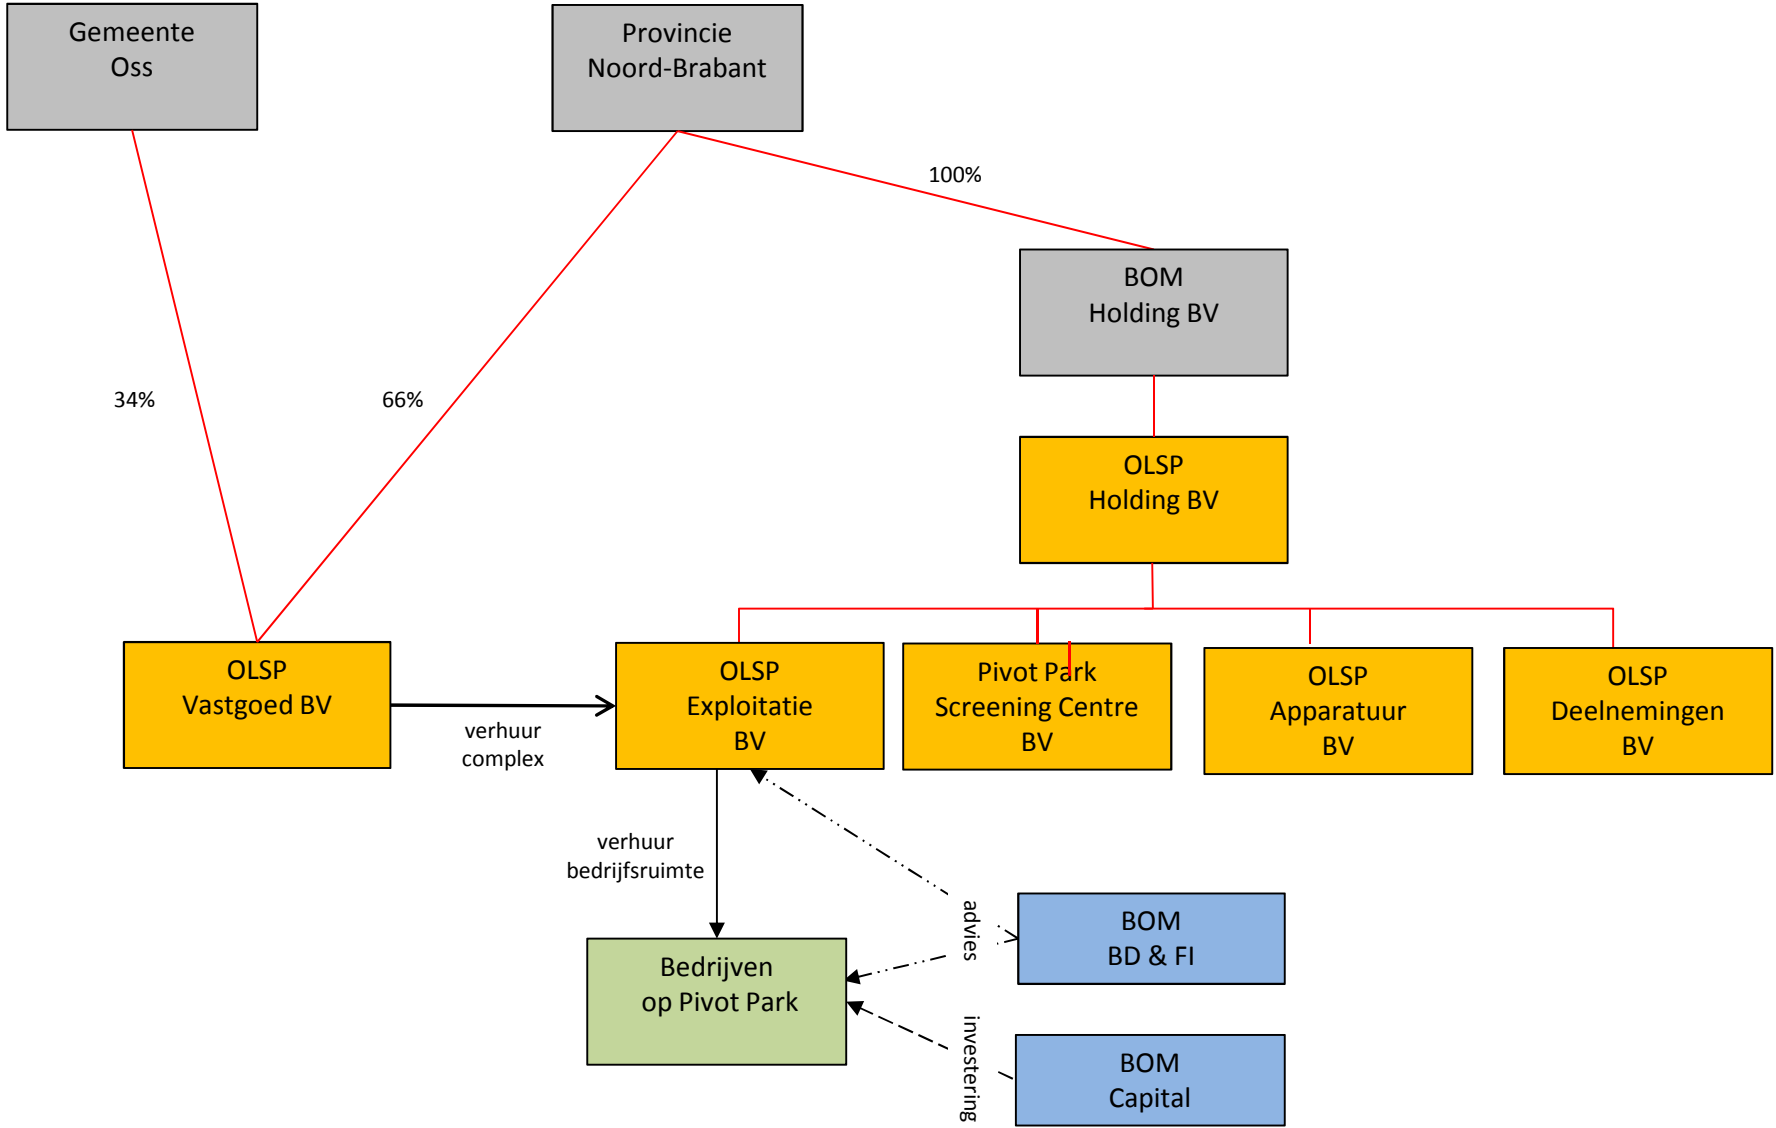 Gemeente
Oss
Provincie
Noord-Brabant
100%
BOM
Holding BV
34%
66%
OLSP
Holding BV
OLSP
Vastgoed BV
verhuur
complex
OLSP
Exploitatie
BV
Pivot Park
Screening Centre
BV
OLSP
Apparatuur
BV
OLSP
Deelnemingen
BV
verhuur
bedrijfsruimte
advies
BOM
BD & FI
Bedrijven
op Pivot Park
investering
BOM
Capital